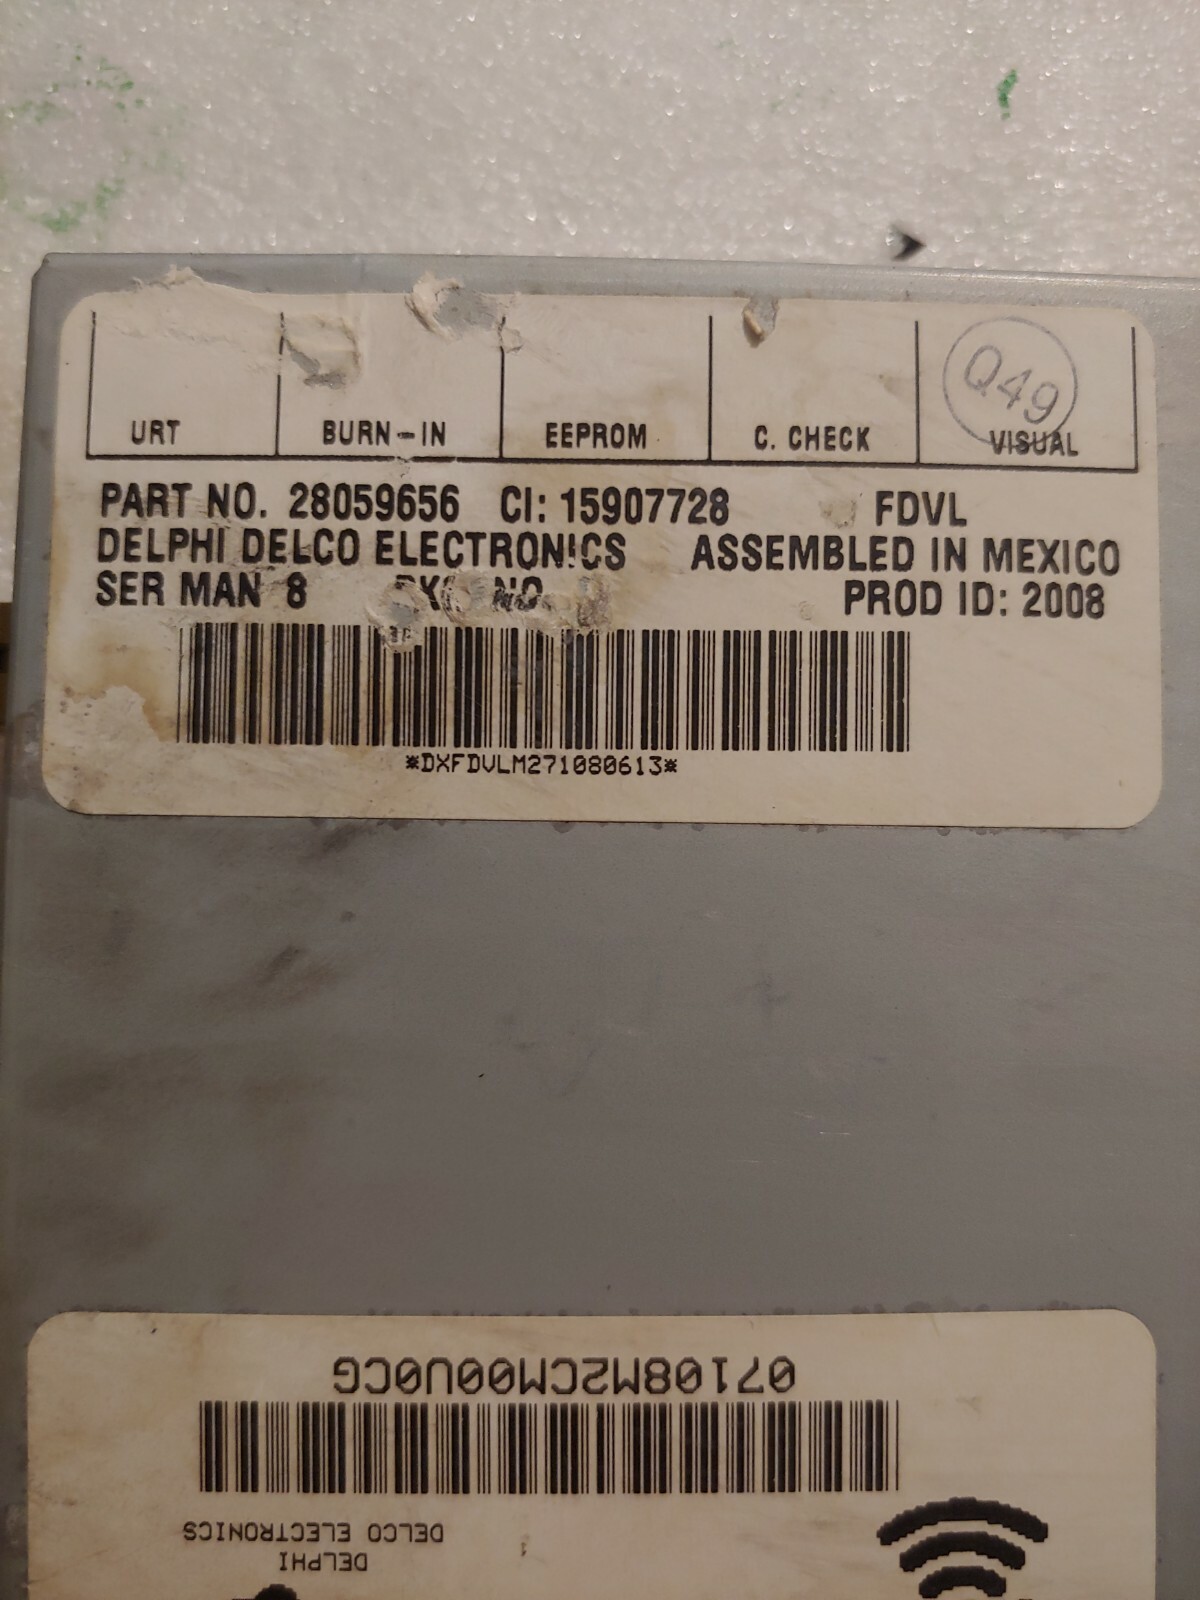 Q49
URT BURN-IN EEPROM C. CHECK VISUAL
PART NO. 28059656 CI: 15907728 FDVL
DELPHI DELCO ELECTRONICS ASSEMBLED IN MEXICO
SER MAN 8 NO. PROD ID: 2008
*DXFDVLM271080613*
07108M2CM00U0CG
DELCO ELECTRONICS
DELPHI